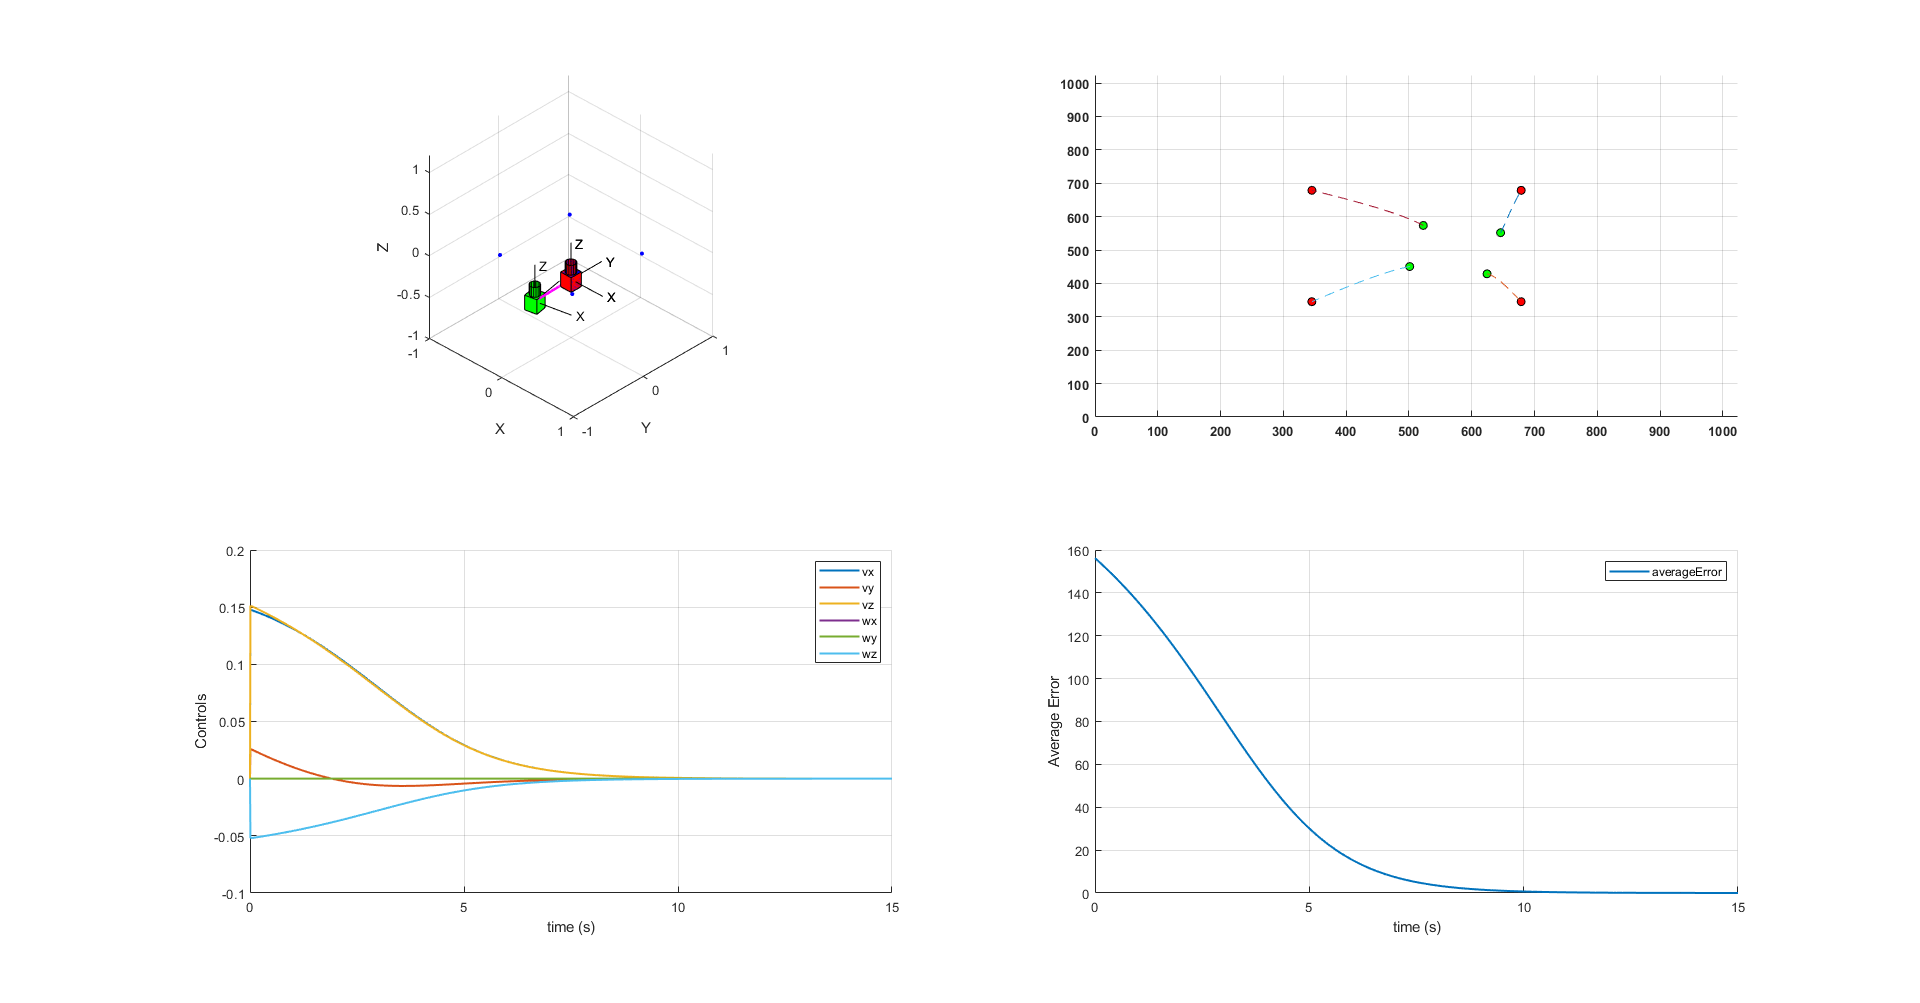 1
0.5
0
-0.5
-1
Z
-1
0
1
X
-1
0
1
Y
Z
Y
X
Z
X
1000
900
800
700
600
500
400
300
200
100
0
0 100 200 300 400 500 600 700 800 900 1000
0.2
0.15
0.1
0.05
0
-0.05
-0.1
Controls
0 5 10 15
time (s)
vx
vy
vz
wx
wy
wz
160
140
120
100
80
60
40
20
0
Average Error
0 5 10 15
time (s)
averageError